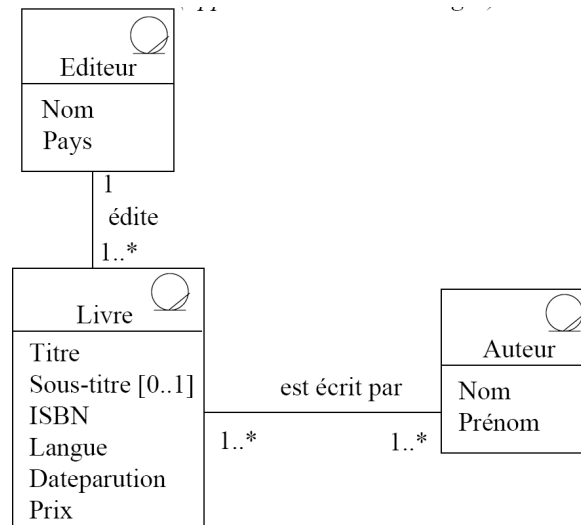 Editeur
Nom
Pays
1
édite
1..*
Livre
Titre
Sous-titre [0..1]
ISBN
Langue
Dateparution
Prix
est écrit par
1..*
1..*
Auteur
Nom
Prénom